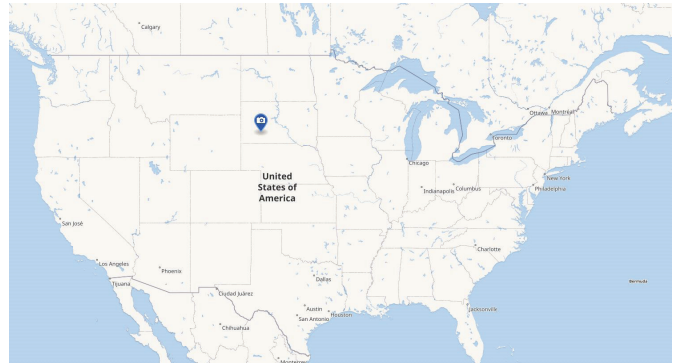 Calgary
Ottawa
Montréal
Toronto
Chicago
New York
Philadelphia
Indianapolis
Columbus
United
States of
America
San José
Charlotte
Los Angeles
Phoenix
Tijuana
Dallas
Bermuda
Ciudad Juárez
Austin
Jacksonville
San Antonio
Houston
Chihuahua
Monterrey